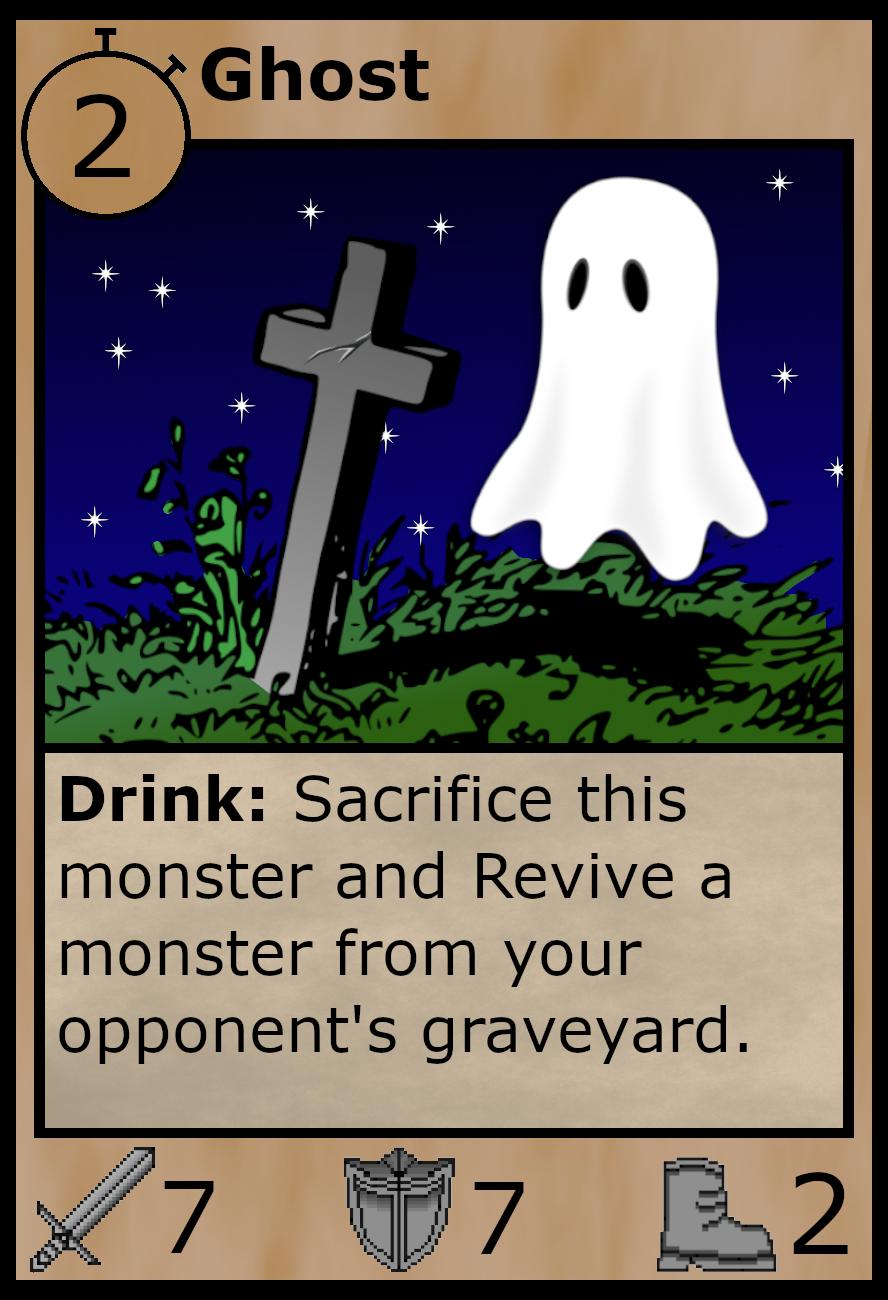 2
Ghost
Drink: Sacrifice this
monster and Revive a
monster from your
opponent's graveyard.
7 7 2